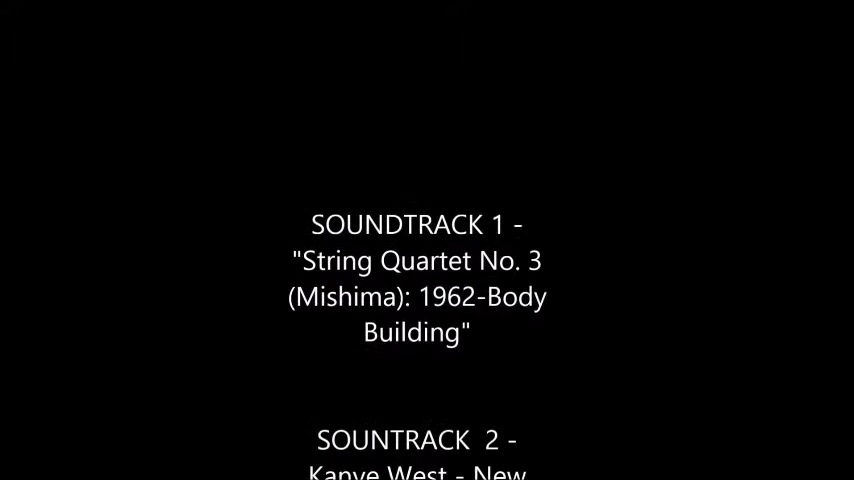 SOUNDTRACK 1 -
"String Quartet No. 3
(Mishima): 1962-Body
Building"
SOUNTRACK  2 -
Kanye West - New